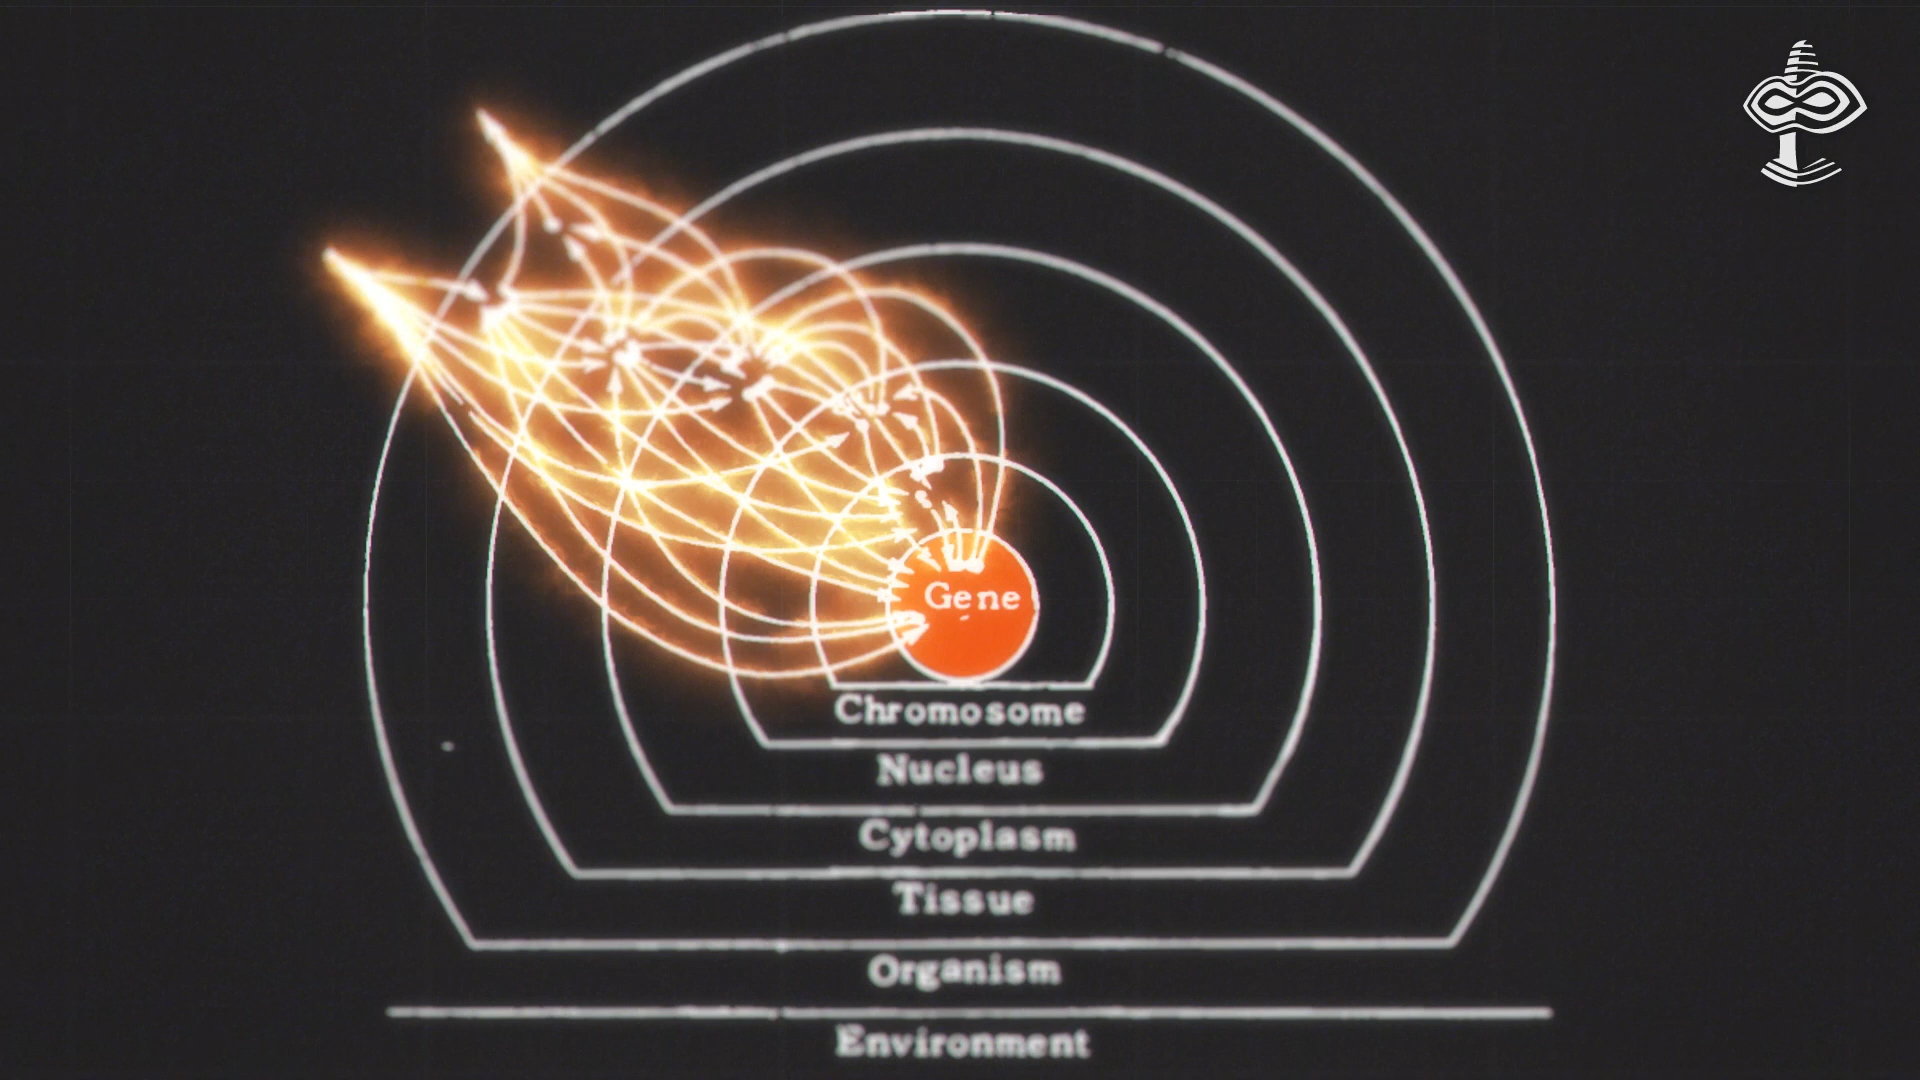 Gene
Chromosome
Nucleus
Cytoplasm
Tissue
Organism
Environment